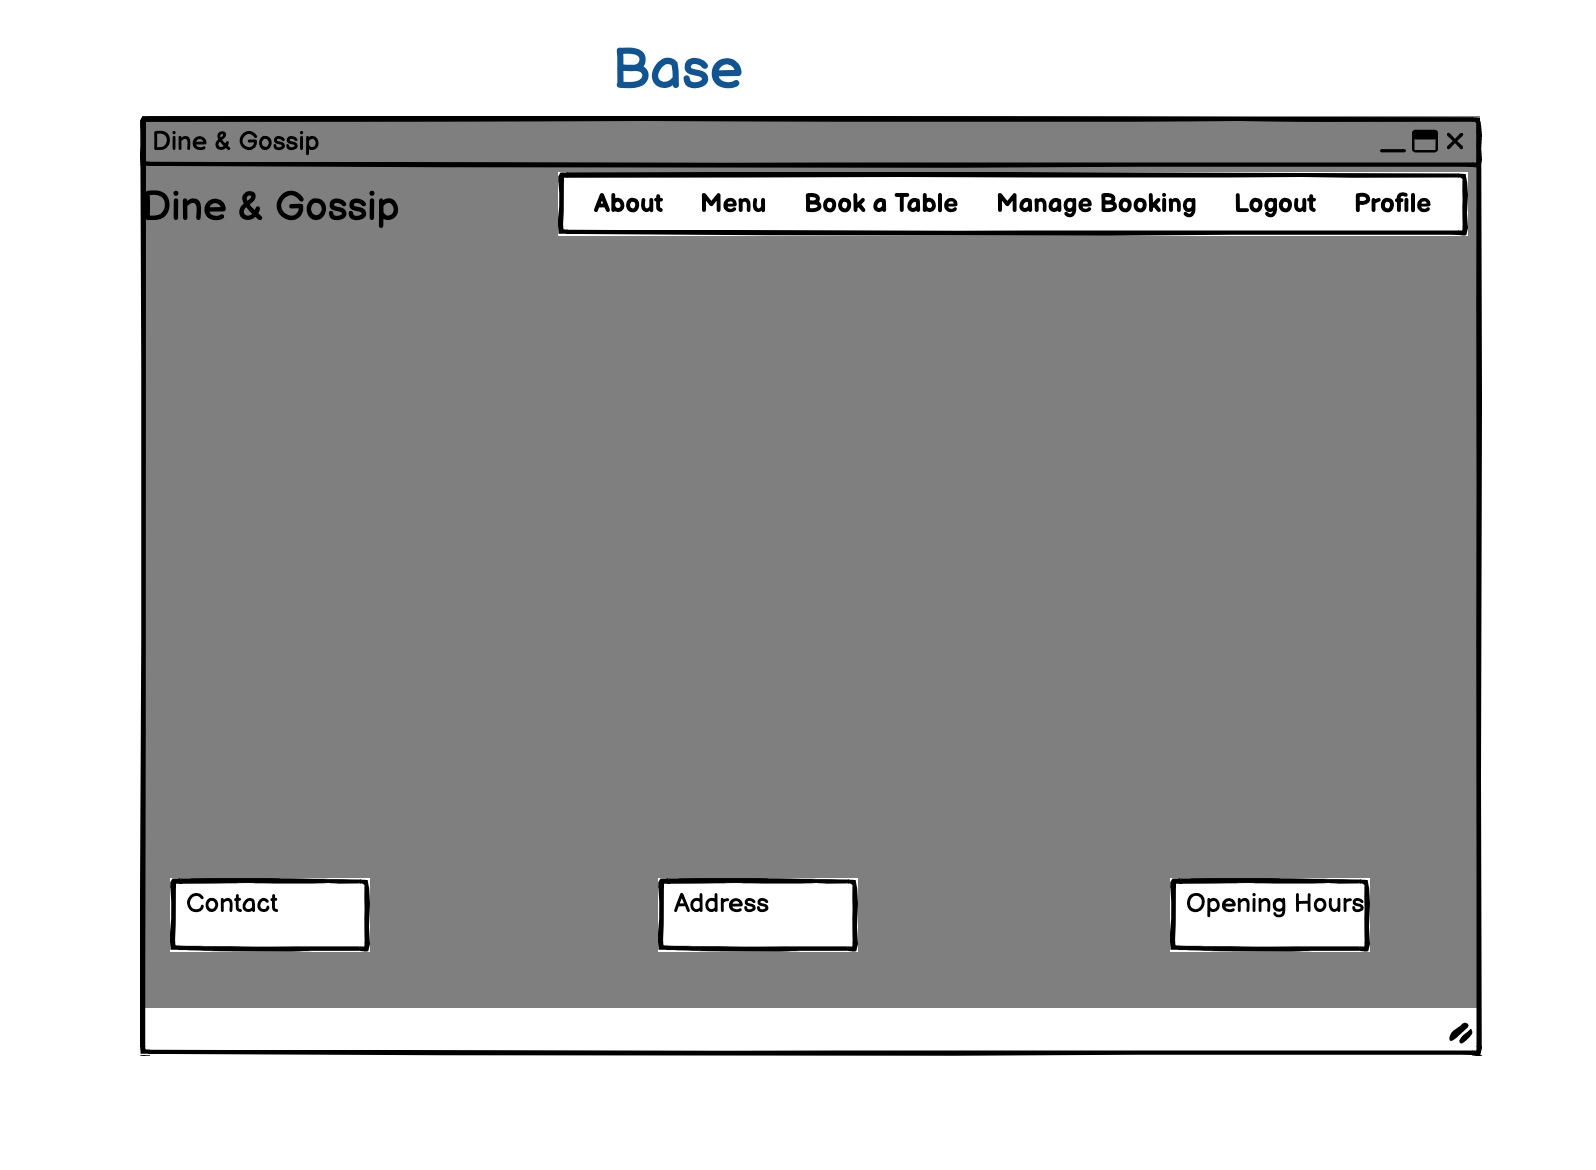 Base
Dine & Gossip
Dine & Gossip
About Menu Book a Table Manage Booking Logout Profile
Contact
Address
Opening Hours